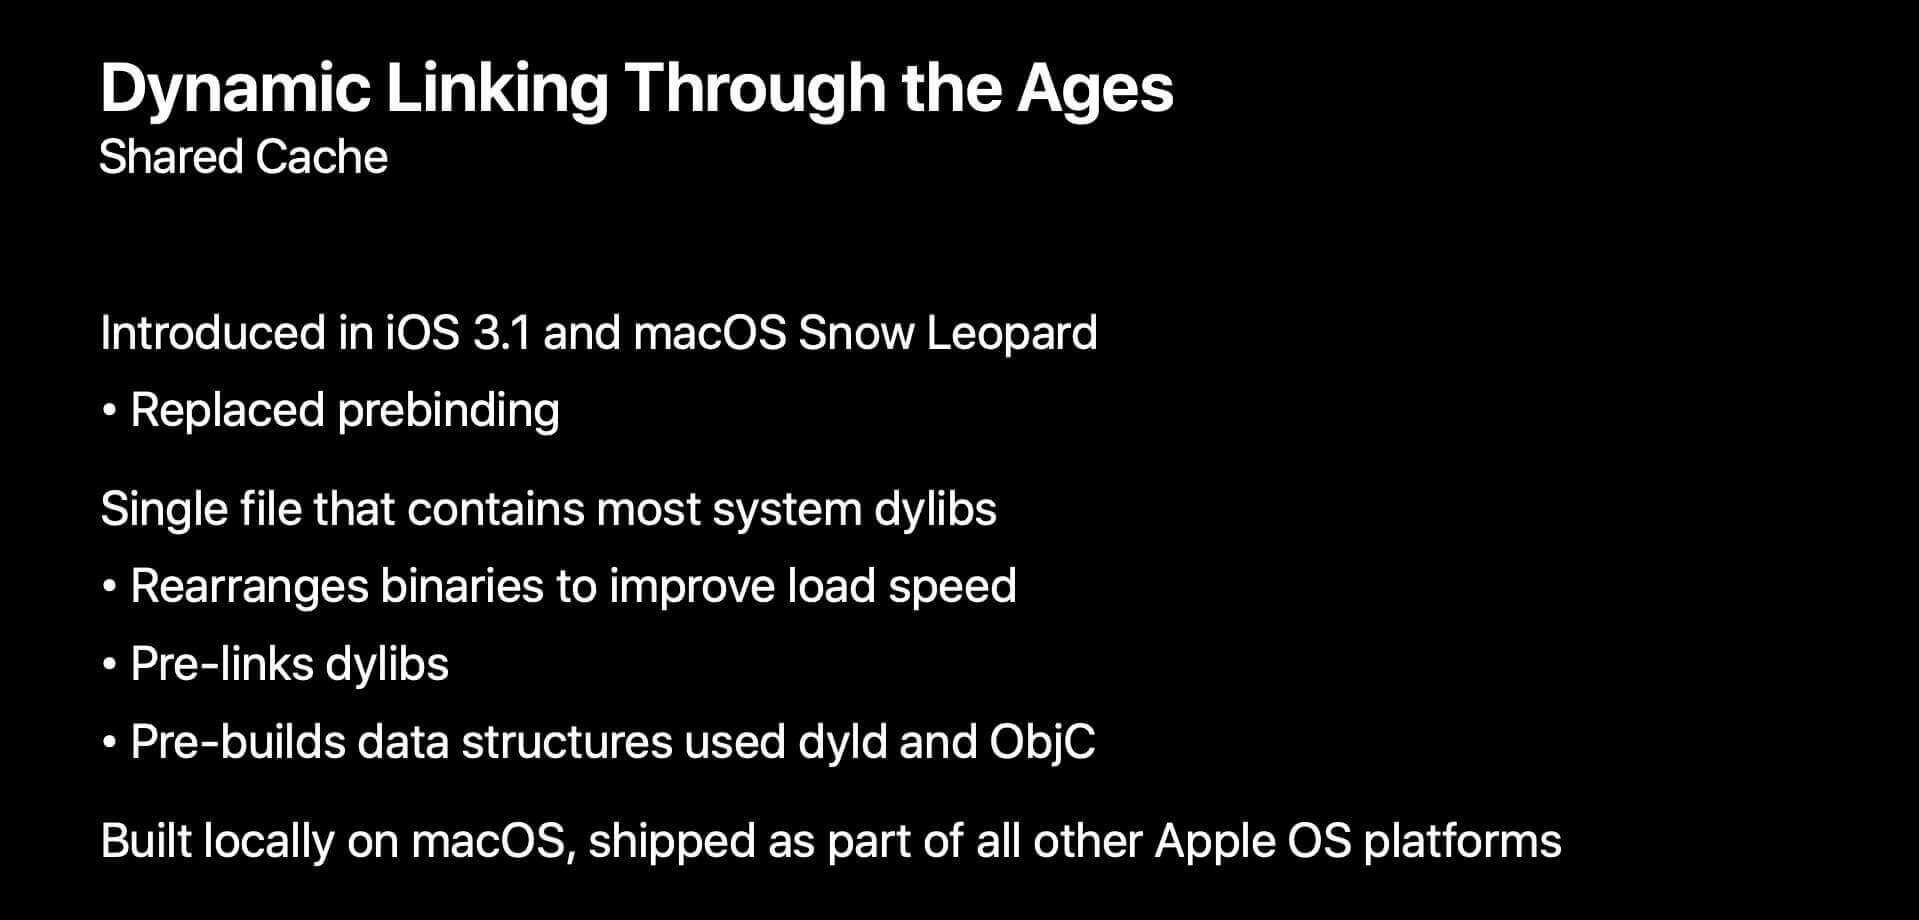 Dynamic Linking Through the Ages
Shared Cache
Introduced in iOS 3.1 and macOS Snow Leopard
• Replaced prebinding
Single file that contains most system dylibs
• Rearranges binaries to improve load speed
• Pre-links dylibs
• Pre-builds data structures used dyld and ObjC
Built locally on macOS, shipped as part of all other Apple OS platforms